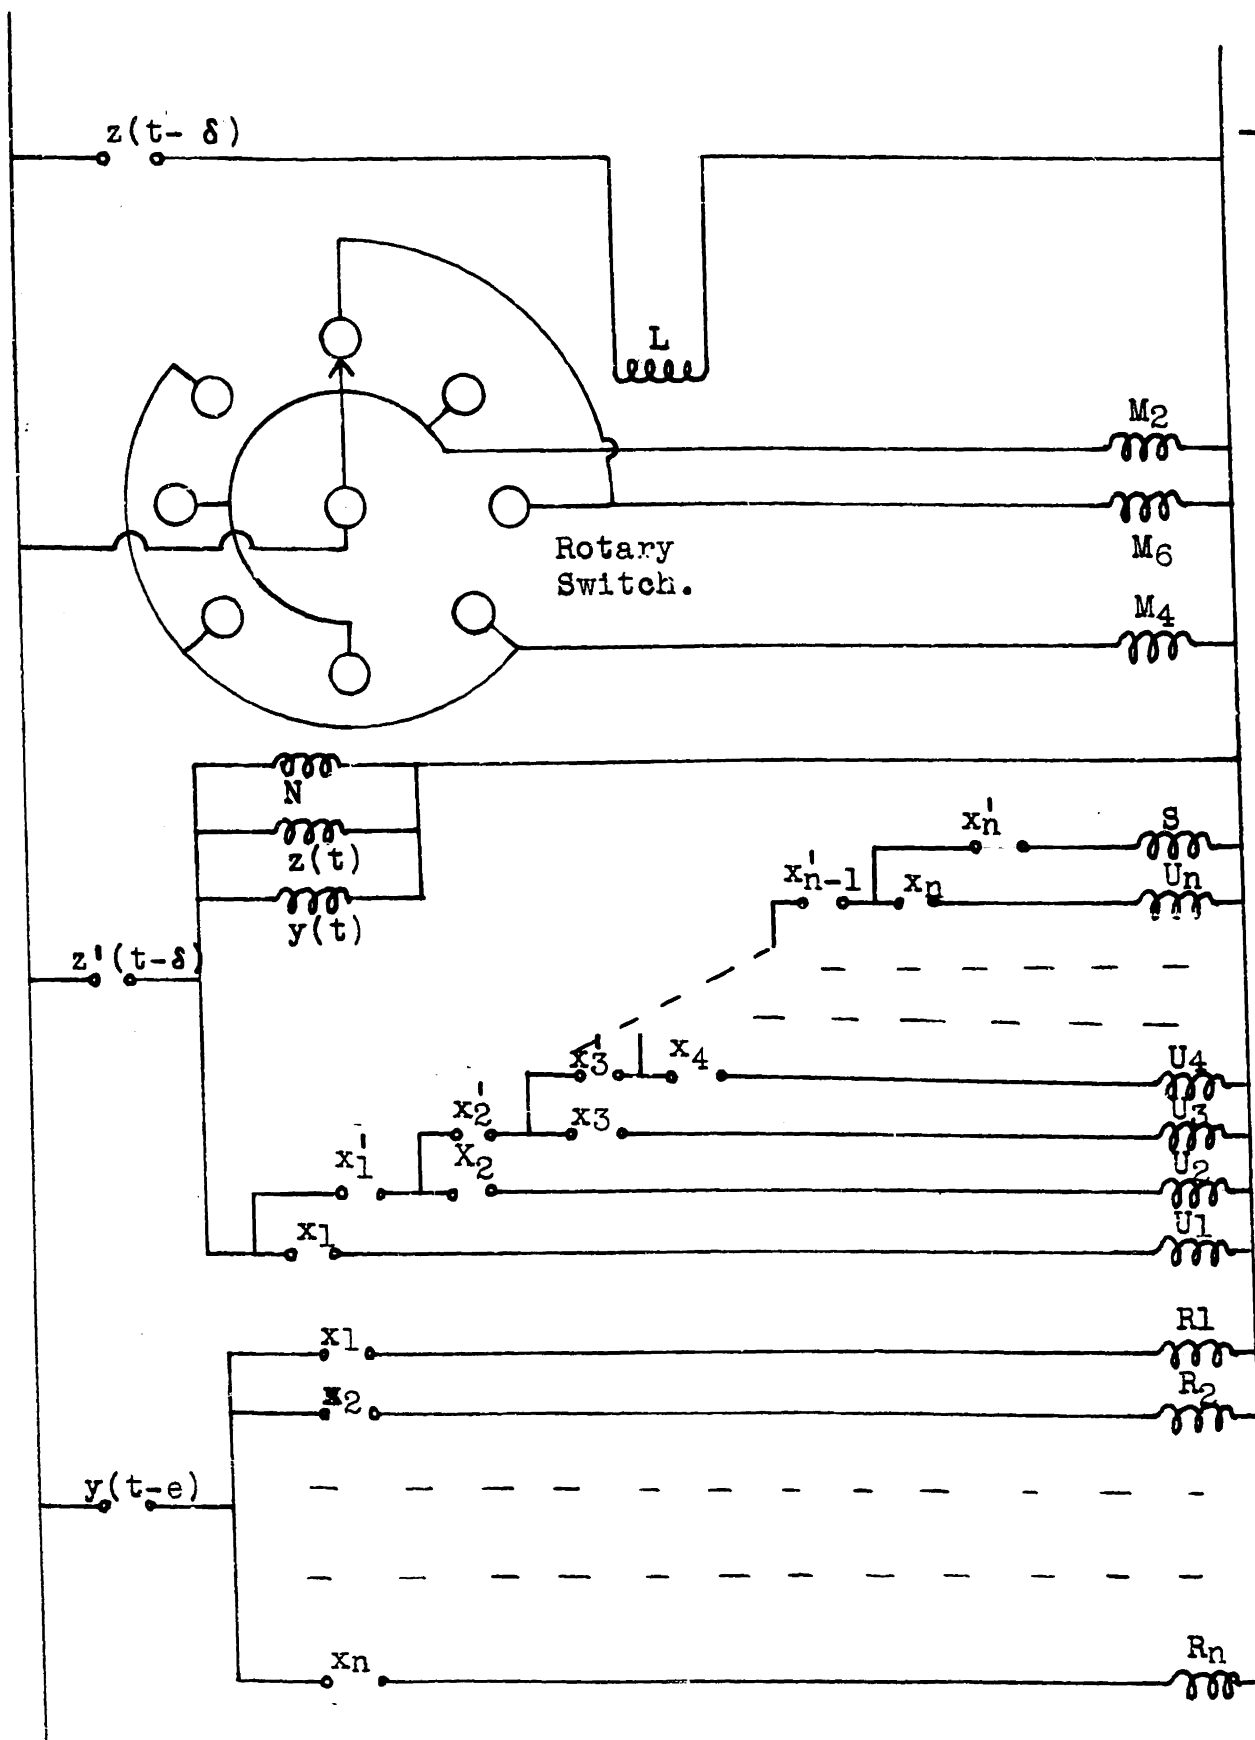 z(t- δ)
L
M2
M6
Rotary
Switch.
M4
N
z(t)
y(t)
z'(t-δ)
x'n
S
x'n-1
xn
Un
x'3
x4
U4
x'2
x3
U3
x'1
X2
U2
x1
U1
x1
R1
x2
R2
y(t-e)
xn
Rn